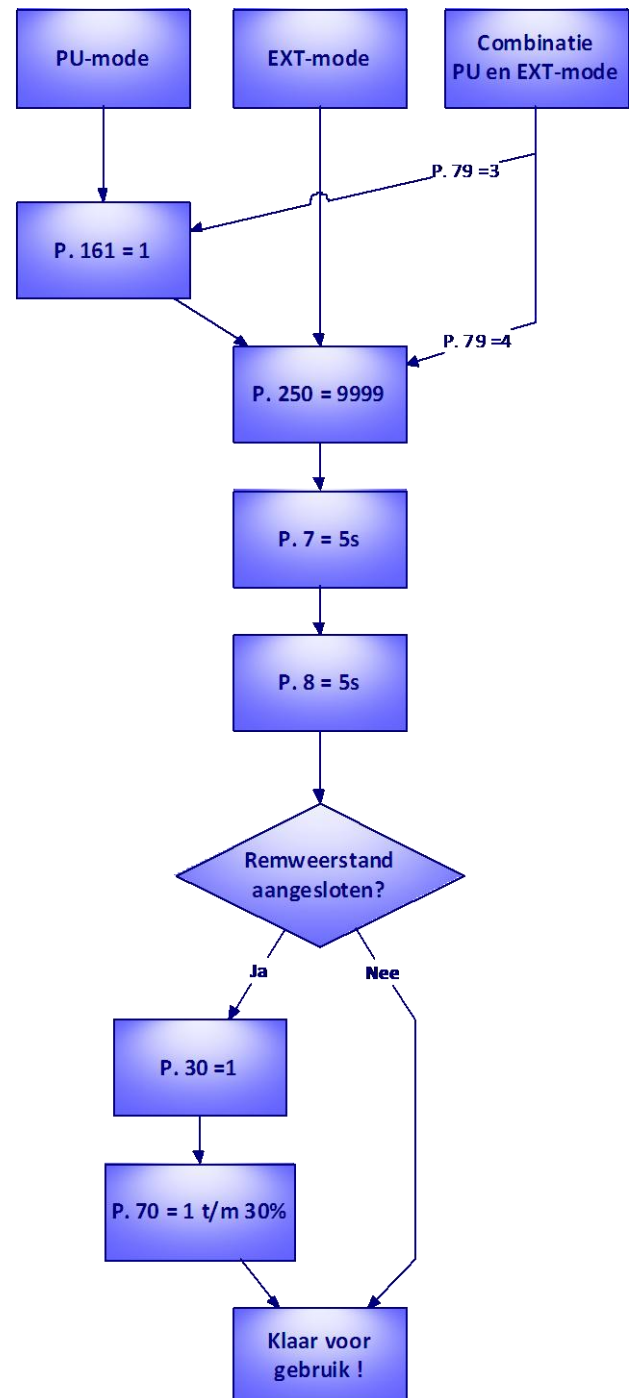 PU-mode
EXT-mode
Combinatie
PU en EXT-mode
P. 79 =3
P. 161 = 1
P. 79 =4
P. 250 = 9999
P. 7 = 5s
P. 8 = 5s
Remweerstand
aangesloten?
Ja
Nee
P. 30 =1
P. 70 = 1 t/m 30%
Klaar voor
gebruik !